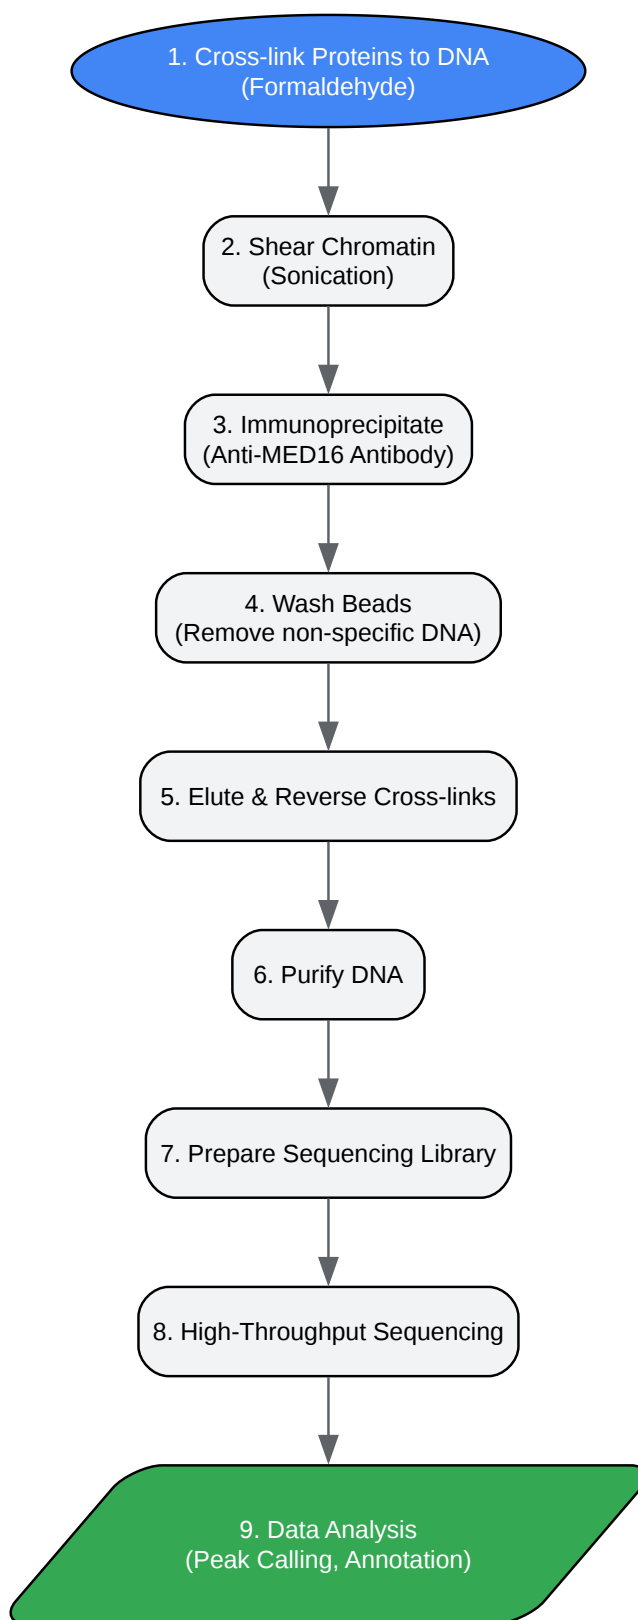 1. Cross-link Proteins to DNA
(Formaldehyde)
2. Shear Chromatin
(Sonication)
3. Immunoprecipitate
(Anti-MED16 Antibody)
4. Wash Beads
(Remove non-specific DNA)
5. Elute & Reverse Cross-links
6. Purify DNA
7. Prepare Sequencing Library
8. High-Throughput Sequencing
9. Data Analysis
(Peak Calling, Annotation)